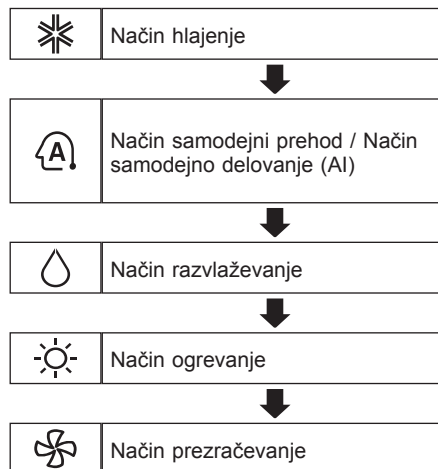 Način hlajenje
A
Način samodejni prehod / Način
samodejno delovanje (AI)
Način razvlaževanje
Način ogrevanje
Način prezračevanje